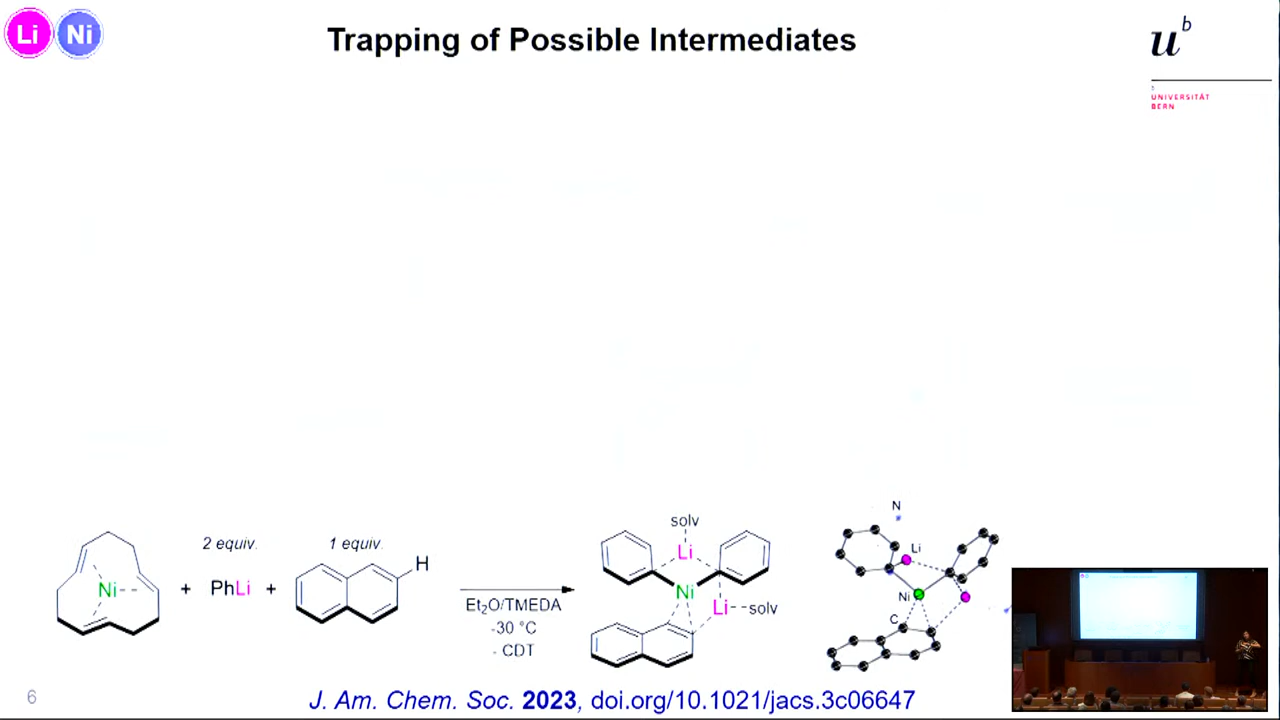 Li Ni
Trapping of Possible Intermediates
u^b
UNIVERSITÄT
BERN
2 equiv.
1 equiv.
Ni
+
PhLi
+
H
Et₂O/TMEDA
-30 °C
- CDT
solv
Li
Ni
Li--solv
N
Li
Ni
C
6
J. Am. Chem. Soc. 2023, doi.org/10.1021/jacs.3c06647